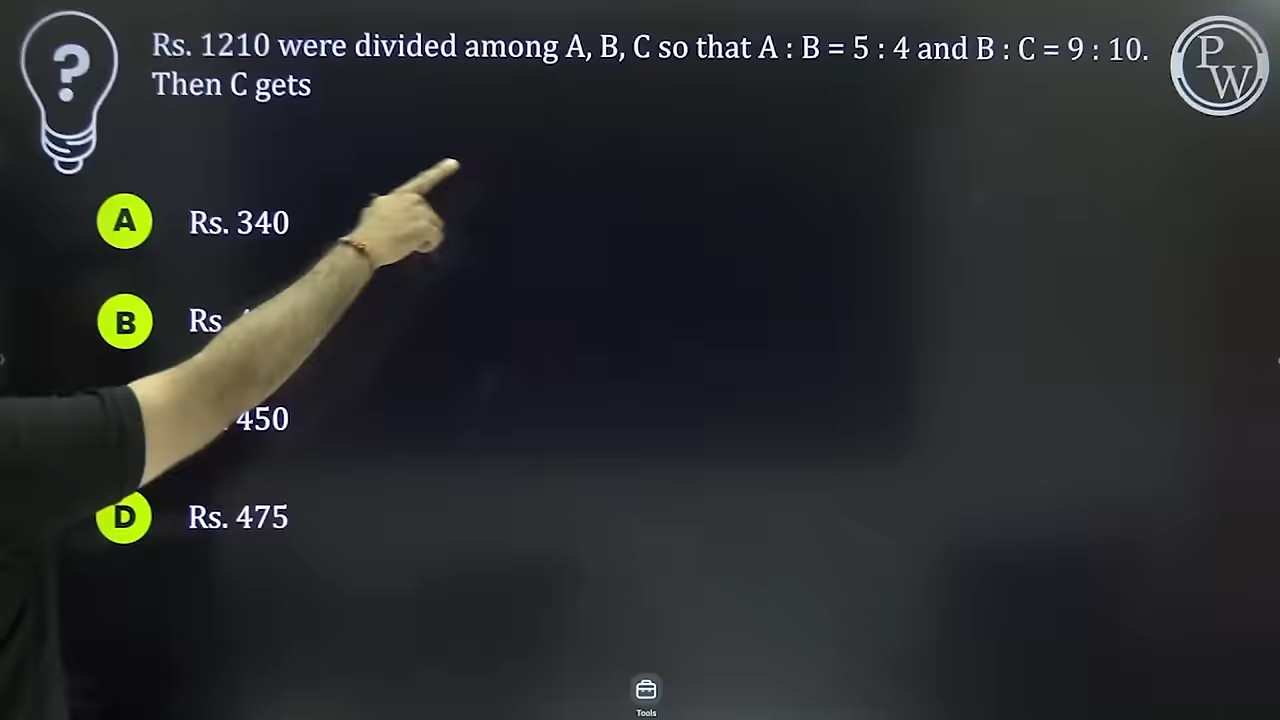 Rs. 1210 were divided among A, B, C so that A : B = 5 : 4 and B : C = 9 : 10.
Then C gets
PW
A Rs. 340
B Rs
450
D Rs. 475
Tools